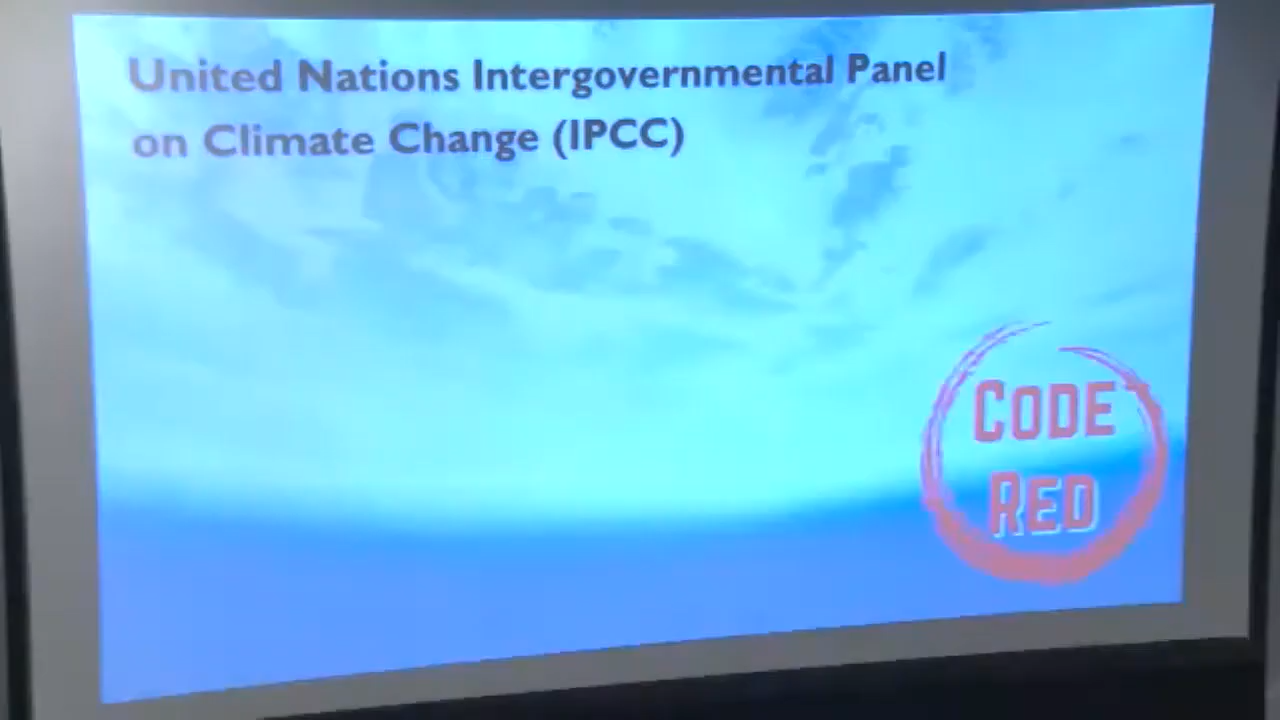 United Nations Intergovernmental Panel
on Climate Change (IPCC)
CODE
RED